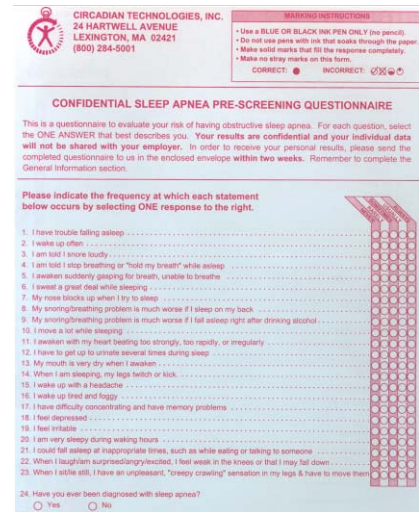 CIRCADIAN TECHNOLOGIES, INC.
24 HARTWELL AVENUE
LEXINGTON, MA 02421
(800) 284-5001
MARKING INSTRUCTIONS
• Use a BLUE OR BLACK INK PEN ONLY (no pencil).
• Do not use pens with ink that soaks through the paper.
• Make solid marks that fill the response completely.
• Make no stray marks on this form.
CORRECT: INCORRECT:
CONFIDENTIAL SLEEP APNEA PRE-SCREENING QUESTIONNAIRE
This is a questionnaire to evaluate your risk of having obstructive sleep apnea. For each question, select
the ONE ANSWER that best describes you. Your results are confidential and your individual data
will not be shared with your employer. In order to receive your personal results, please send the
completed questionnaire to us in the enclosed envelope within two weeks. Remember to complete the
General Information section.
Please indicate the frequency at which each statement
below occurs by selecting ONE response to the right.
1. I have trouble falling asleep
2. I wake up often
3. I am told I snore loudly
4. I am told I stop breathing or "hold my breath" while asleep
5. I awaken suddenly gasping for breath, unable to breathe
6. I sweat a great deal while sleeping
7. My nose blocks up when I try to sleep
8. My snoring/breathing problem is much worse if I sleep on my back
9. My snoring/breathing problem is much worse if I fall asleep right after drinking alcohol
10. I move a lot while sleeping
11. I awaken with my heart beating too strongly, too rapidly, or irregularly
12. I have to get up to urinate several times during sleep
13. My mouth is very dry when I awaken
14. When I am sleeping, my legs twitch or kick
15. I wake up with a headache
16. I wake up tired and foggy
17. I have difficulty concentrating and have memory problems
18. I feel depressed
19. I feel irritable
20. I am very sleepy during waking hours
21. I could fall asleep at inappropriate times, such as while eating or talking to someone
22. When I laugh/am surprised/angry/excited, I feel weak in the knees or that I may fall down
23. When I sit/lie still, I have an unpleasant, "creepy crawling" sensation in my legs & have to move them
24. Have you ever been diagnosed with sleep apnea?
Yes No